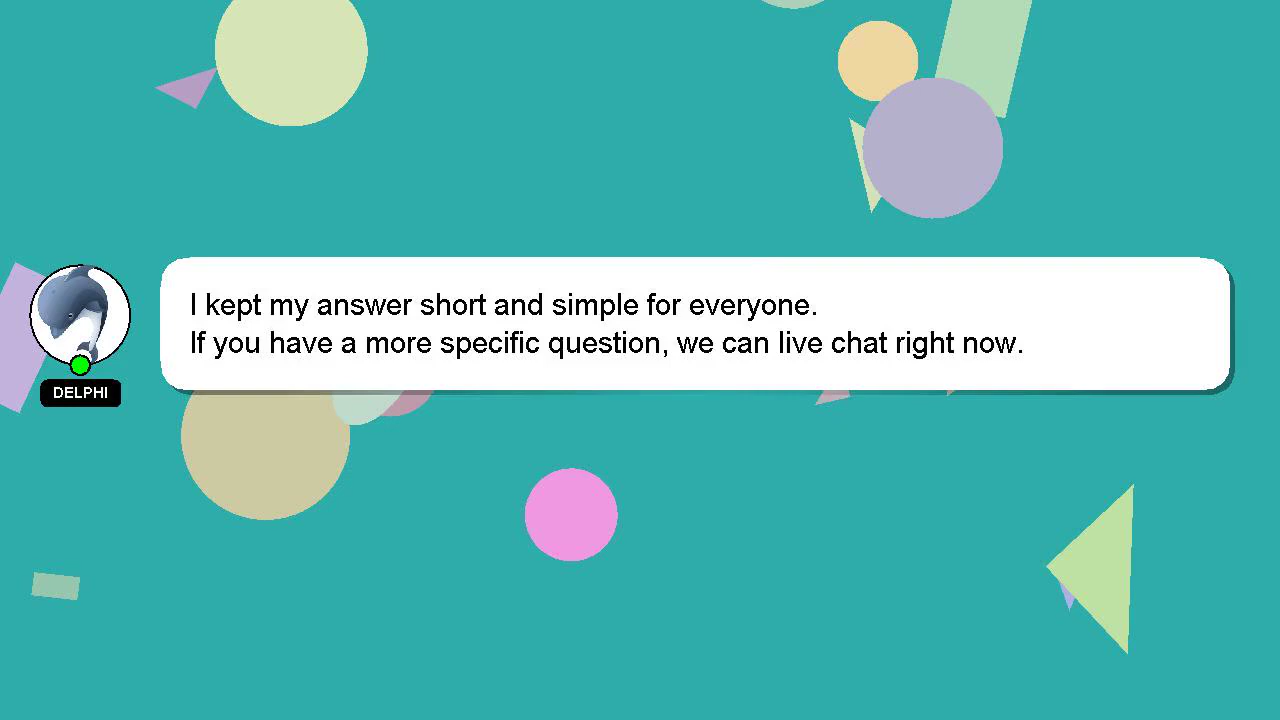 I kept my answer short and simple for everyone.
If you have a more specific question, we can live chat right now.
DELPHI